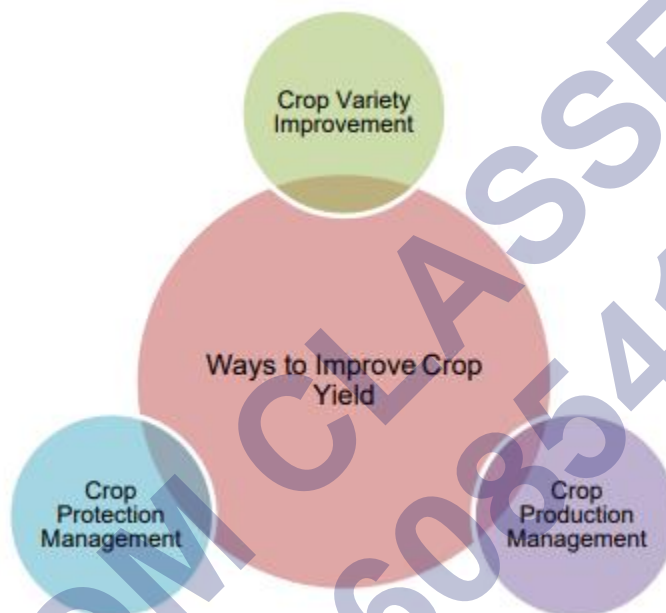 Crop Variety
Improvement
Ways to Improve Crop
Yield
Crop
Protection
Management
Crop
Production
Management